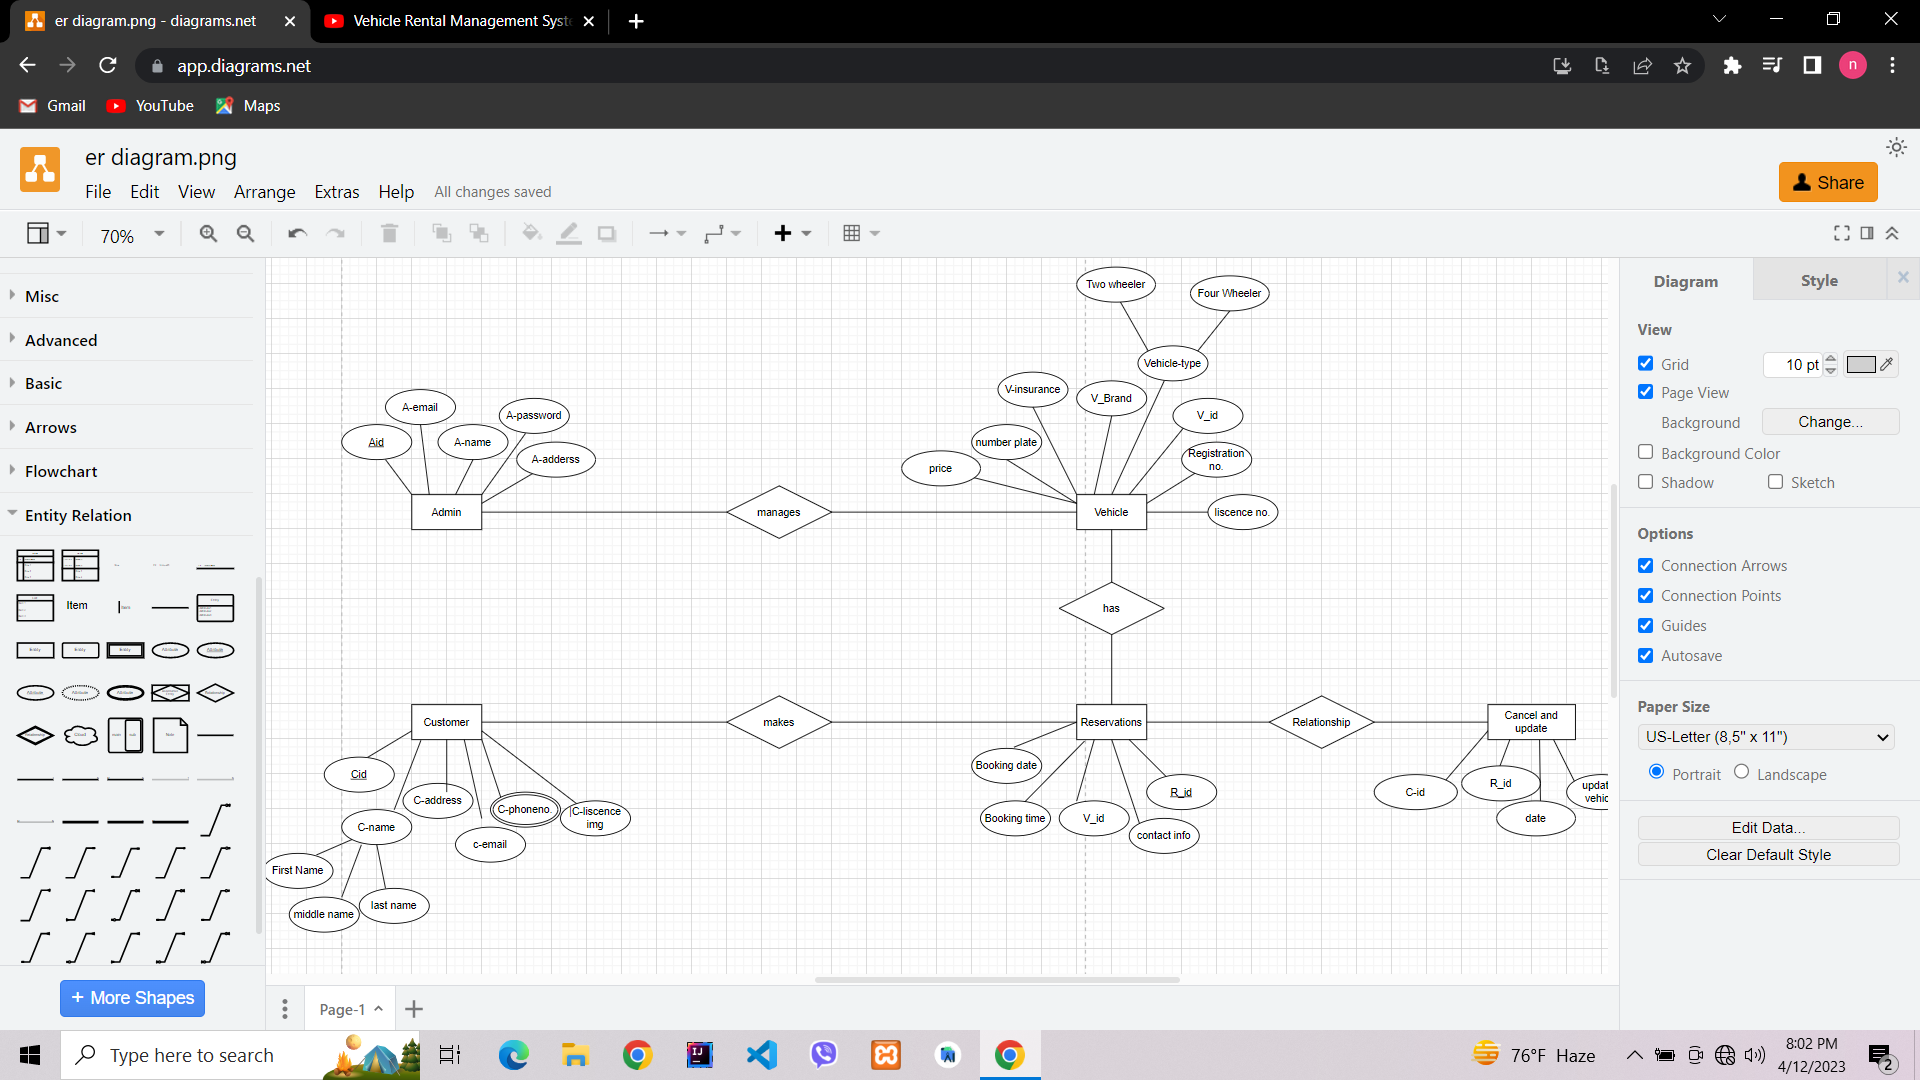 er diagram.png - diagrams.net
Vehicle Rental Management Syst
app.diagrams.net
n
Gmail
YouTube
Maps
er diagram.png
File Edit View Arrange Extras Help All changes saved
Share
70%
Misc
Advanced
Basic
Arrows
Flowchart
Entity Relation
Item
More Shapes
Two wheeler
Four Wheeler
Vehicle-type
V-insurance
V_Brand
V_id
number plate
Registration
no.
price
liscence no.
A-email
A-password
Aid
A-name
A-adderss
Admin
manages
Vehicle
has
Customer
makes
Reservations
Relationship
Cancel and
update
Cid
C-address
C-phoneno.
C-liscence
img
C-name
c-email
First Name
middle name
last name
Booking date
Booking time
V_id
R_id
contact info
C-id
R_id
date
Page-1
Diagram
Style
View
Grid
10 pt
Page View
Background
Change...
Background Color
Shadow
Sketch
Options
Connection Arrows
Connection Points
Guides
Autosave
Paper Size
US-Letter (8,5" x 11")
Portrait
Landscape
Edit Data...
Clear Default Style
Type here to search
76°F Haze
8:02 PM
4/12/2023
2